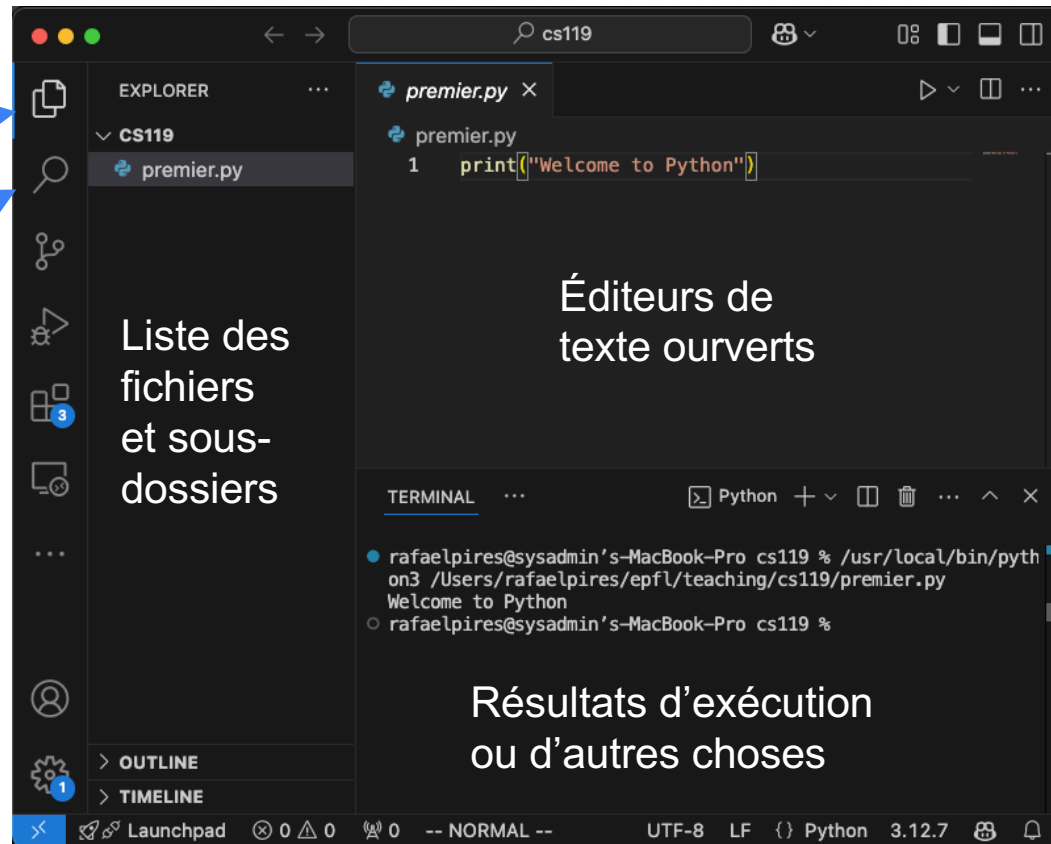 cs119
EXPLORER ...
premier.py
CS119
premier.py
premier.py
1 print("Welcome to Python")
Éditeurs de
texte ourverts
Liste des
fichiers
et sous-
dossiers
3
TERMINAL ...
Python
rafaelpires@sysadmin's-MacBook-Pro cs119 % /usr/local/bin/pyth
on3 /Users/rafaelpires/epfl/teaching/cs119/premier.py
Welcome to Python
rafaelpires@sysadmin's-MacBook-Pro cs119 %
Résultats d'exécution
ou d'autres choses
OUTLINE
1
TIMELINE
Launchpad 0 0 0 -- NORMAL -- UTF-8 LF {} Python 3.12.7